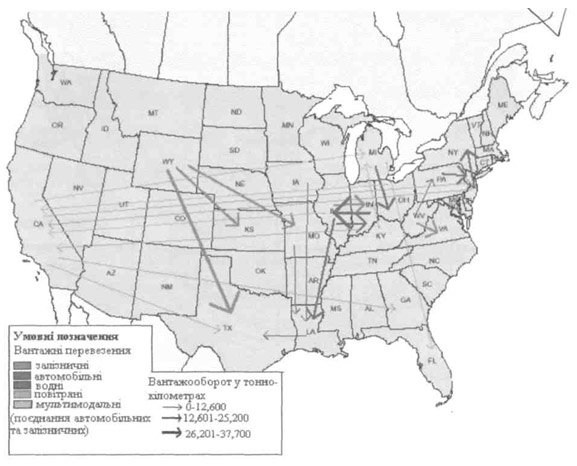 WA
MT
ND
MN
ME
OR
ID
SD
WI
MI
NY
VT
NH
MA
CT
WY
NE
IA
PA
NV
UT
CO
KS
MO
IN
OH
WV
VA
KY
CA
AZ
NM
OK
AR
TN
NC
SC
TX
LA
MS
AL
GA
FL
Умовні позначення
Вантажні перевезення
залізничні
автомобільні
водні
повітряні
мультимодальні
(поєднання автомобільних
та залізничних)
Вантажооборот у тонно-
кілометрах
0-12,600
12,601-25,200
26,201-37,700